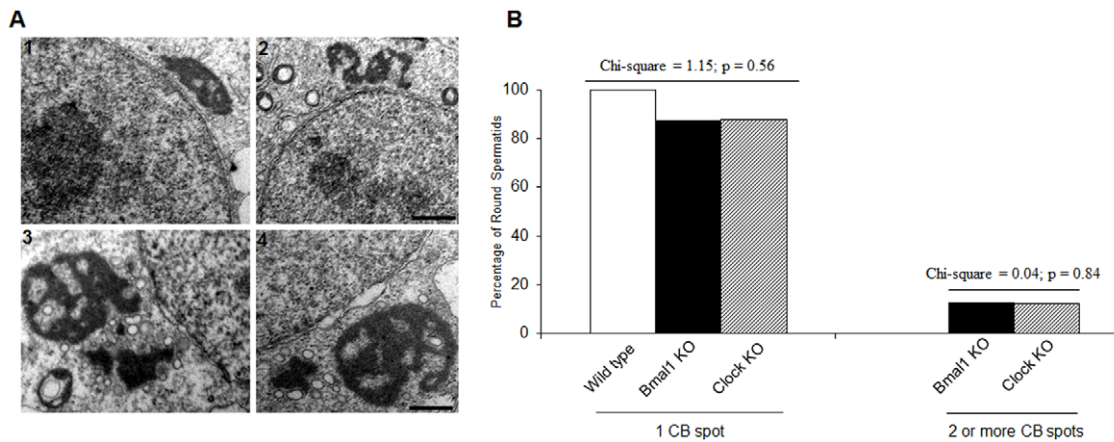 A
1
2
3
4
B
Chi-square = 1.15; p = 0.56
Percentage of Round Spermatids
100
80
60
40
20
0
Chi-square = 0.04; p = 0.84
Wild type
Bmal1 KO
Clock KO
Bmal1 KO
Clock KO
1 CB spot
2 or more CB spots